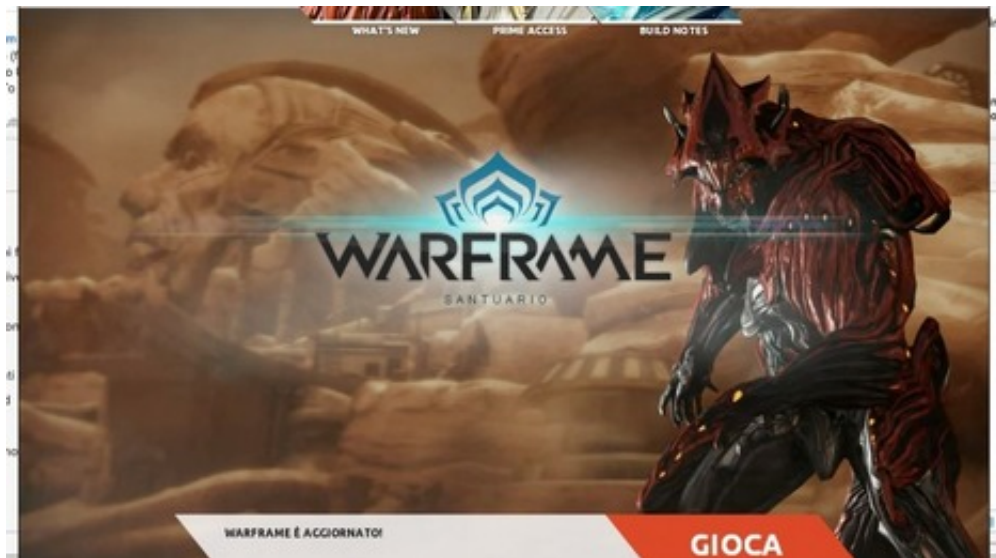 WHAT'S NEW
PRIME ACCESS
BUILD NOTES
WARFRAME
SANTUARIO
WARFRAME É AGGIORNATO!
GIOCA